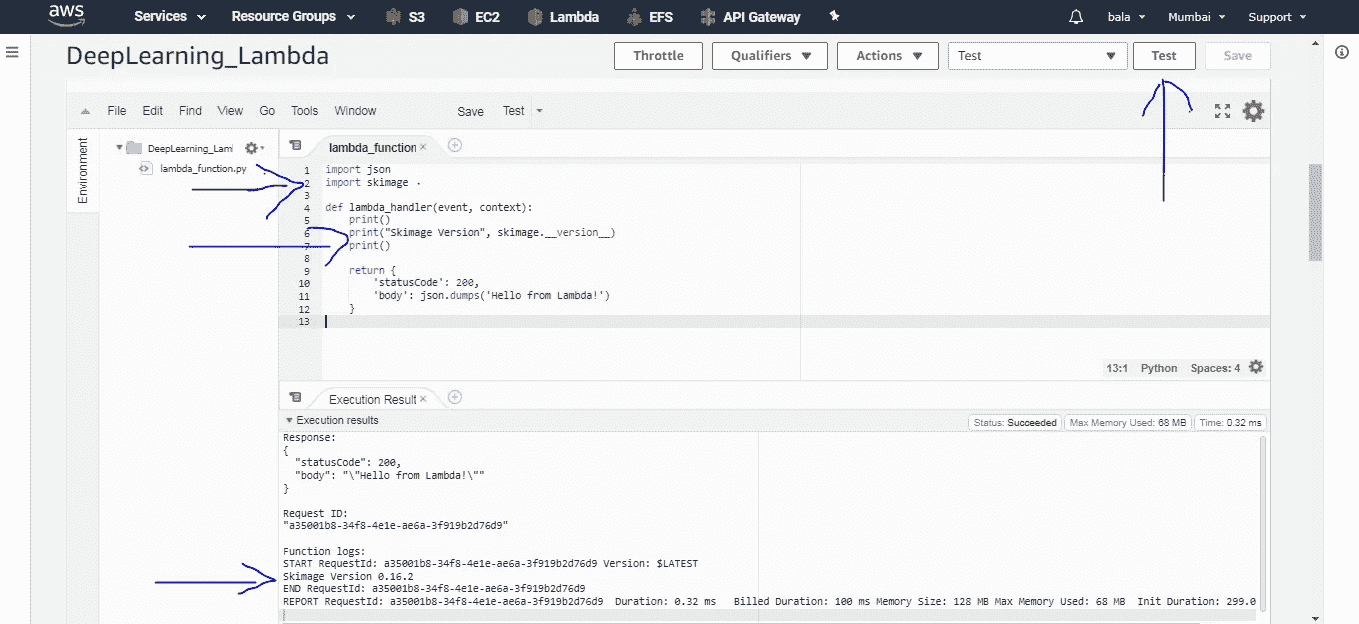 aws Services Resource Groups S3 EC2 Lambda EFS API Gateway bala Mumbai Support
DeepLearning_Lambda Throttle Qualifiers Actions Test Test Save
File Edit Find View Go Tools Window Save Test
Environment
DeepLearning_Lam
lambda_function.py
lambda_function
1 import json
2 import skimage
3
4 def lambda_handler(event, context):
5 print()
6 print("Skimage Version", skimage.__version__)
7 print()
8
9 return {
10 'statusCode': 200,
11 'body': json.dumps('Hello from Lambda!')
12 }
13
13:1 Python Spaces: 4
Execution Result
Execution results Status: Succeeded Max Memory Used: 68 MB Time: 0.32 ms
Response:
{
"statusCode": 200,
"body": "\"Hello from Lambda!\""
}
Request ID:
"a35001b8-34f8-4e1e-ae6a-3f919b2d76d9"
Function logs:
START RequestId: a35001b8-34f8-4e1e-ae6a-3f919b2d76d9 Version: $LATEST
Skimage Version 0.16.2
END RequestId: a35001b8-34f8-4e1e-ae6a-3f919b2d76d9
REPORT RequestId: a35001b8-34f8-4e1e-ae6a-3f919b2d76d9 Duration: 0.32 ms Billed Duration: 100 ms Memory Size: 128 MB Max Memory Used: 68 MB Init Duration: 299.0